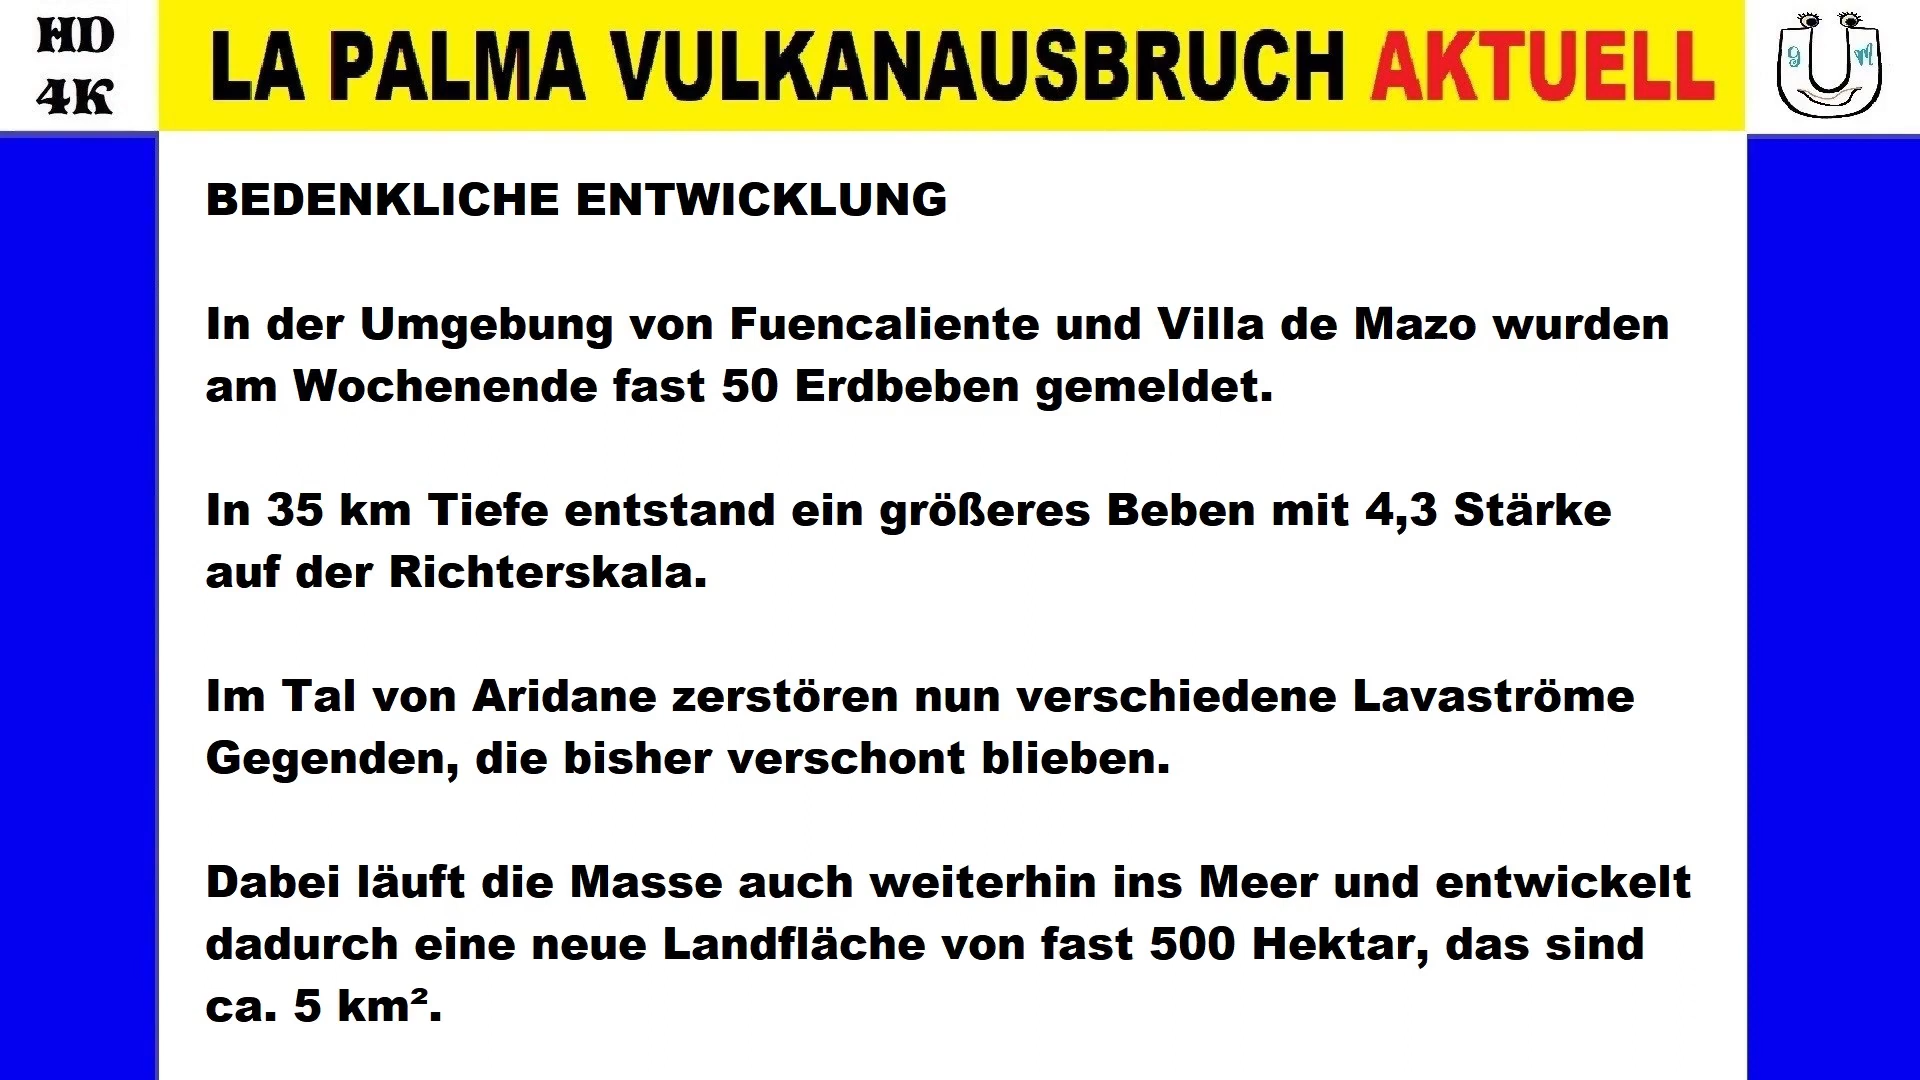 HD
4K
LA PALMA VULKANAUSBRUCH AKTUELL
g U m
BEDENKLICHE ENTWICKLUNG
In der Umgebung von Fuencaliente und Villa de Mazo wurden
am Wochenende fast 50 Erdbeben gemeldet.
In 35 km Tiefe entstand ein größeres Beben mit 4,3 Stärke
auf der Richterskala.
Im Tal von Aridane zerstören nun verschiedene Lavaströme
Gegenden, die bisher verschont blieben.
Dabei läuft die Masse auch weiterhin ins Meer und entwickelt
dadurch eine neue Landfläche von fast 500 Hektar, das sind
ca. 5 km².